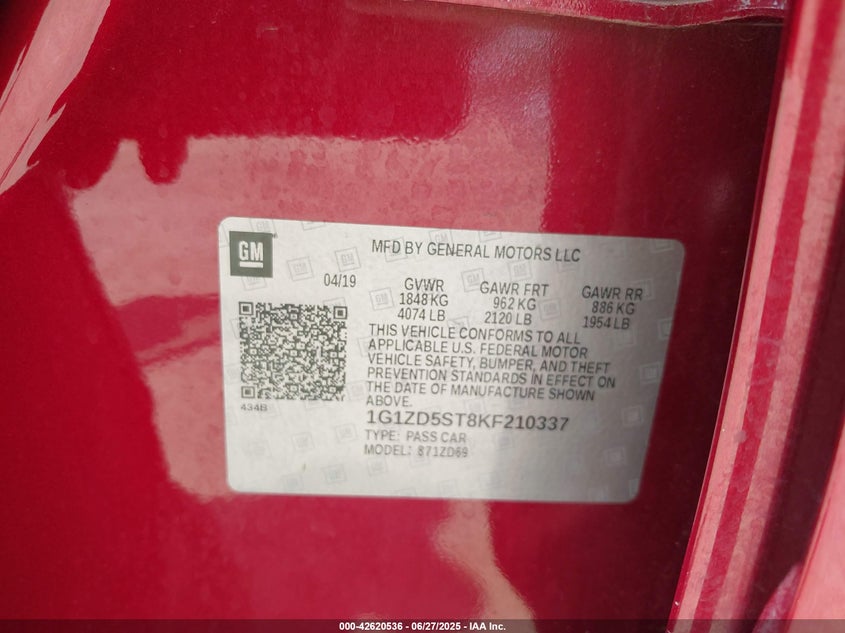 GM
MFD BY GENERAL MOTORS LLC
04/19
GVWR
1848 KG
4074 LB
GAWR FRT
962 KG
2120 LB
GAWR RR
886 KG
1954 LB
THIS VEHICLE CONFORMS TO ALL
APPLICABLE U.S. FEDERAL MOTOR
VEHICLE SAFETY, BUMPER, AND THEFT
PREVENTION STANDARDS IN EFFECT ON
THE DATE OF MANUFACTURE SHOWN
ABOVE.
434B
1G1ZD5ST8KF210337
TYPE: PASS CAR
MODEL: 871ZD69
000-42620536 - 06/27/2025 - IAA Inc.